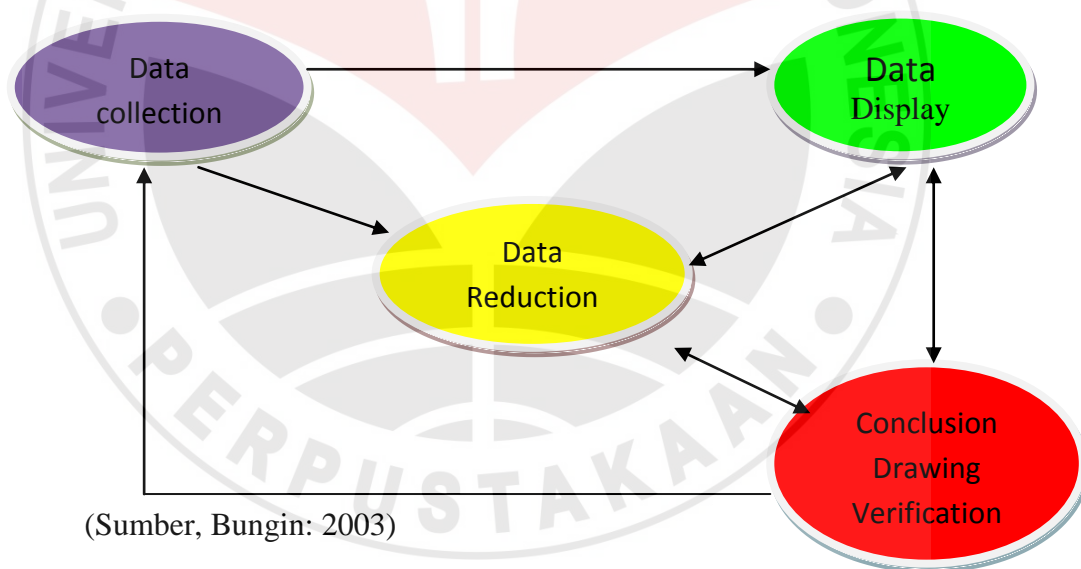 Data
collection
Data
Display
Data
Reduction
Conclusion
Drawing
Verification
(Sumber, Bungin: 2003)
PERPUSTAKAAN